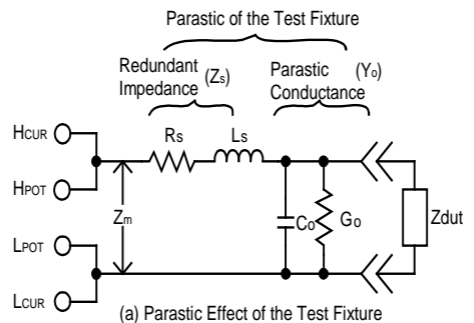 Parastic of the Test Fixture
Redundant Impedance (Zs)
Parastic Conductance (Yo)
HCUR
Rs
Ls
HPOT
Zm
Co
Go
Zdut
LPOT
LCUR
(a) Parastic Effect of the Test Fixture